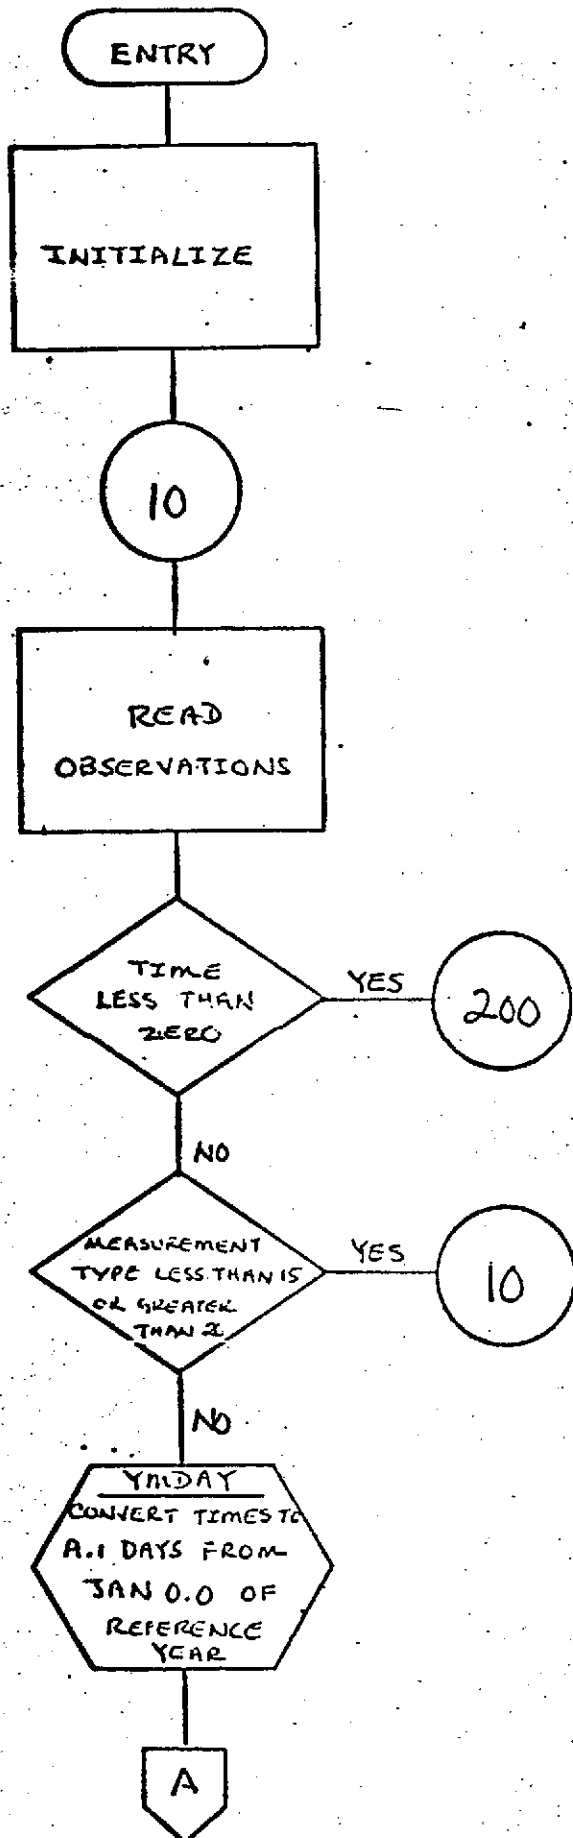 ENTRY
INITIALIZE
10
READ
OBSERVATIONS
TIME
LESS THAN
ZERO
YES
200
NO
MEASUREMENT
TYPE LESS THAN 15
OR GREATER
THAN
YES
10
NO
YMDAY
CONVERT TIMES TO
A.1 DAYS FROM
JAN 0.0 OF
REFERENCE
YEAR
A